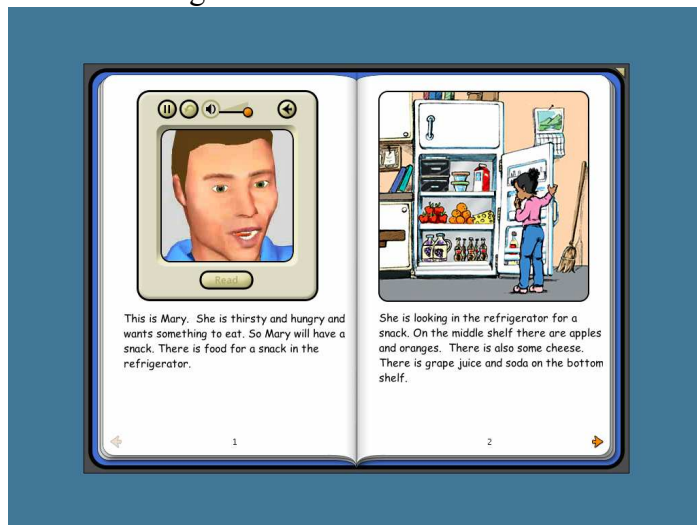 Read
This is Mary. She is thirsty and hungry and
wants something to eat. So Mary will have a
snack. There is food for a snack in the
refrigerator.
1
She is looking in the refrigerator for a
snack. On the middle shelf there are apples
and oranges. There is also some cheese.
There is grape juice and soda on the bottom
shelf.
2